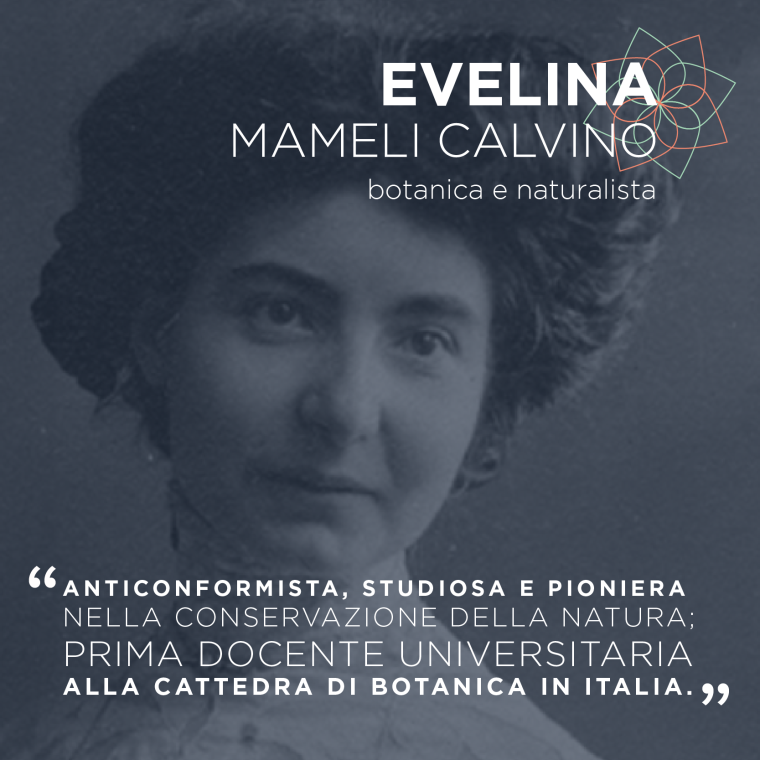 EVELINA
MAMELI CALVINO
botanica e naturalista
“ANTICONFORMISTA, STUDIOSA E PIONIERA
NELLA CONSERVAZIONE DELLA NATURA;
PRIMA DOCENTE UNIVERSITARIA
ALLA CATTEDRA DI BOTANICA IN ITALIA.”